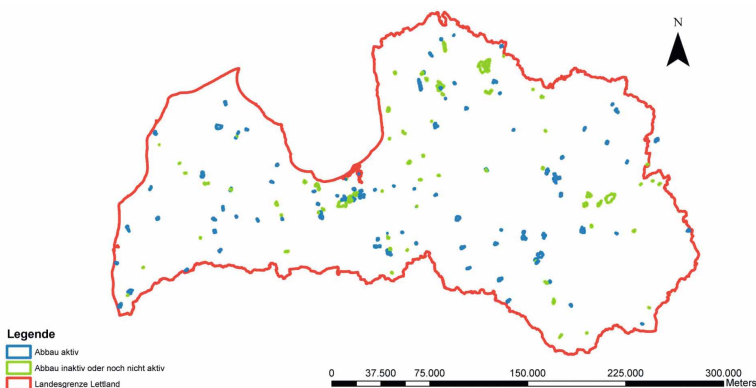 N
Legende
Abbau aktiv
Abbau inaktiv oder noch nicht aktiv
Landesgrenze Lettland
0 37.500 75.000 150.000 225.000 300.000
Meters